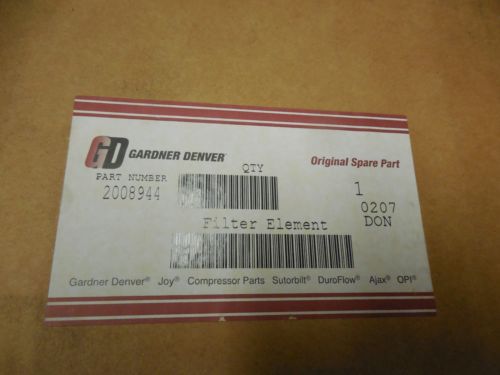 GD GARDNER DENVER® Original Spare Part
PART NUMBER QTY
2008944 1
0207
Filter Element DON
Gardner Denver® Joy® Compressor Parts Sutorbilt® DuroFlow® Ajax® OPI®